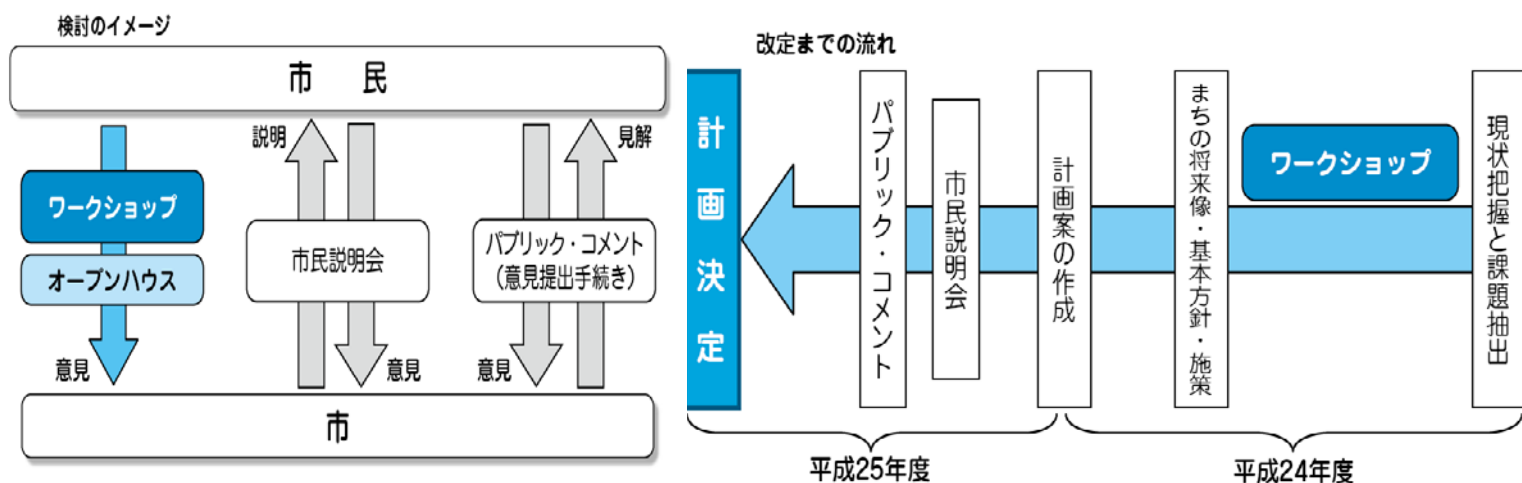 検討のイメージ
市　民
説明
見解
ワークショップ
オープンハウス
市民説明会
パブリック・コメント
(意見提出手続き)
意見
意見
意見
市
改定までの流れ
現状把握と課題抽出
ワークショップ
まちの将来像・基本方針・施策
計画案の作成
市民説明会
パブリック・コメント
計画決定
平成25年度
平成24年度